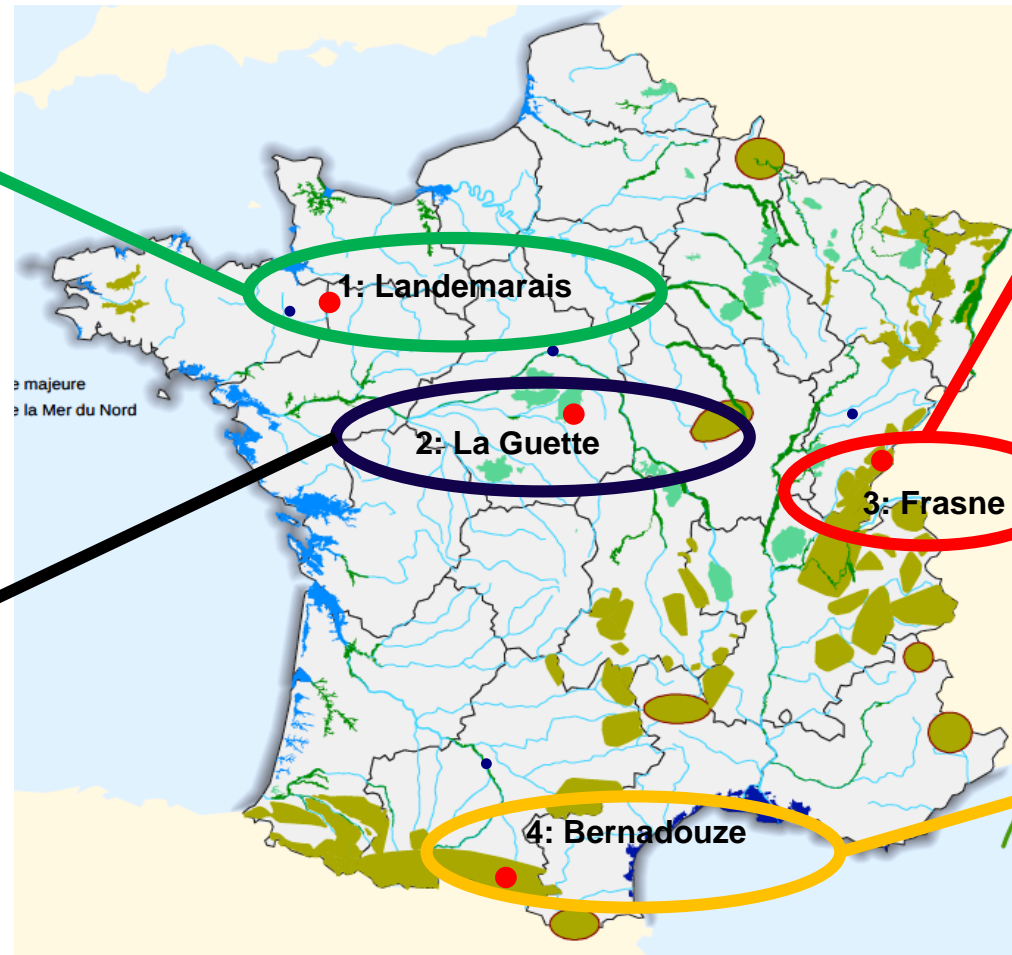 1: Landemarais
e majeure
e la Mer du Nord
2: La Guette
3: Frasne
4: Bernadouze